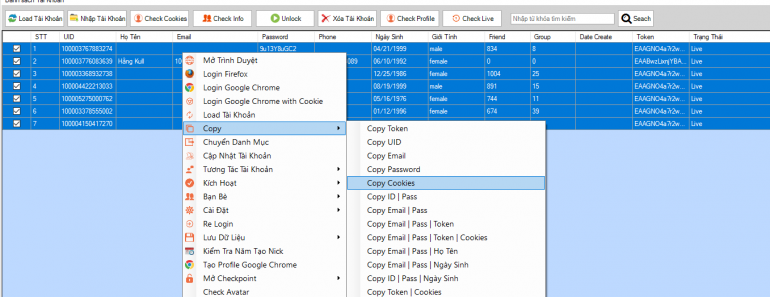 Danh Sách Tài Khoản
Load Tài Khoản Nhập Tài Khoản Check Cookies Check Info Unlock Xóa Tài Khoản Check Profile Check Live Nhập từ khóa tìm kiếm Seach
STT UID Họ Tên Email Password Phone Ngày Sinh Giới Tính Friend Group Date Create Token Trạng Thái
1 100003767883274 9u13Y8uGC2 04/21/1999 male 834 8 EAAGNO4a7r2w... Live
2 100003776083639 Hằng Kull 10 089 06/10/1992 female 0 0 EAABwzLixnjYBA... Live
3 100003368932738 12/25/1986 female 1004 25 EAAGNO4a7r2w... Live
4 100004422213033 08/19/1994 male 891 15 EAAGNO4a7r2w... Live
5 100005275000762 05/16/1976 female 744 11 EAAGNO4a7r2w... Live
6 100003378555002 01/12/1996 female 674 39 EAAGNO4a7r2w... Live
7 100004150417270 EAAGNO4a7r2w... Live
Mở Trình Duyệt
Login Firefox
Login Google Chrome
Login Google Chrome with Cookie
Load Tài Khoản
Copy
Chuyển Danh Mục
Cập Nhật Tài Khoản
Tương Tác Tài Khoản
Kích Hoạt
Bạn Bè
Cài Đặt
Re Login
Lưu Dữ Liệu
Kiểm Tra Năm Tạo Nick
Tạo Profile Google Chrome
Mở Checkpoint
Check Avatar
Copy Token
Copy UID
Copy Email
Copy Password
Copy Cookies
Copy ID | Pass
Copy Email | Pass
Copy Email | Pass | Token
Copy Email | Pass | Token | Cookies
Copy Email | Pass | Họ Tên
Copy Email | Pass | Ngày Sinh
Copy ID | Pass | Ngày Sinh
Copy Token | Cookies